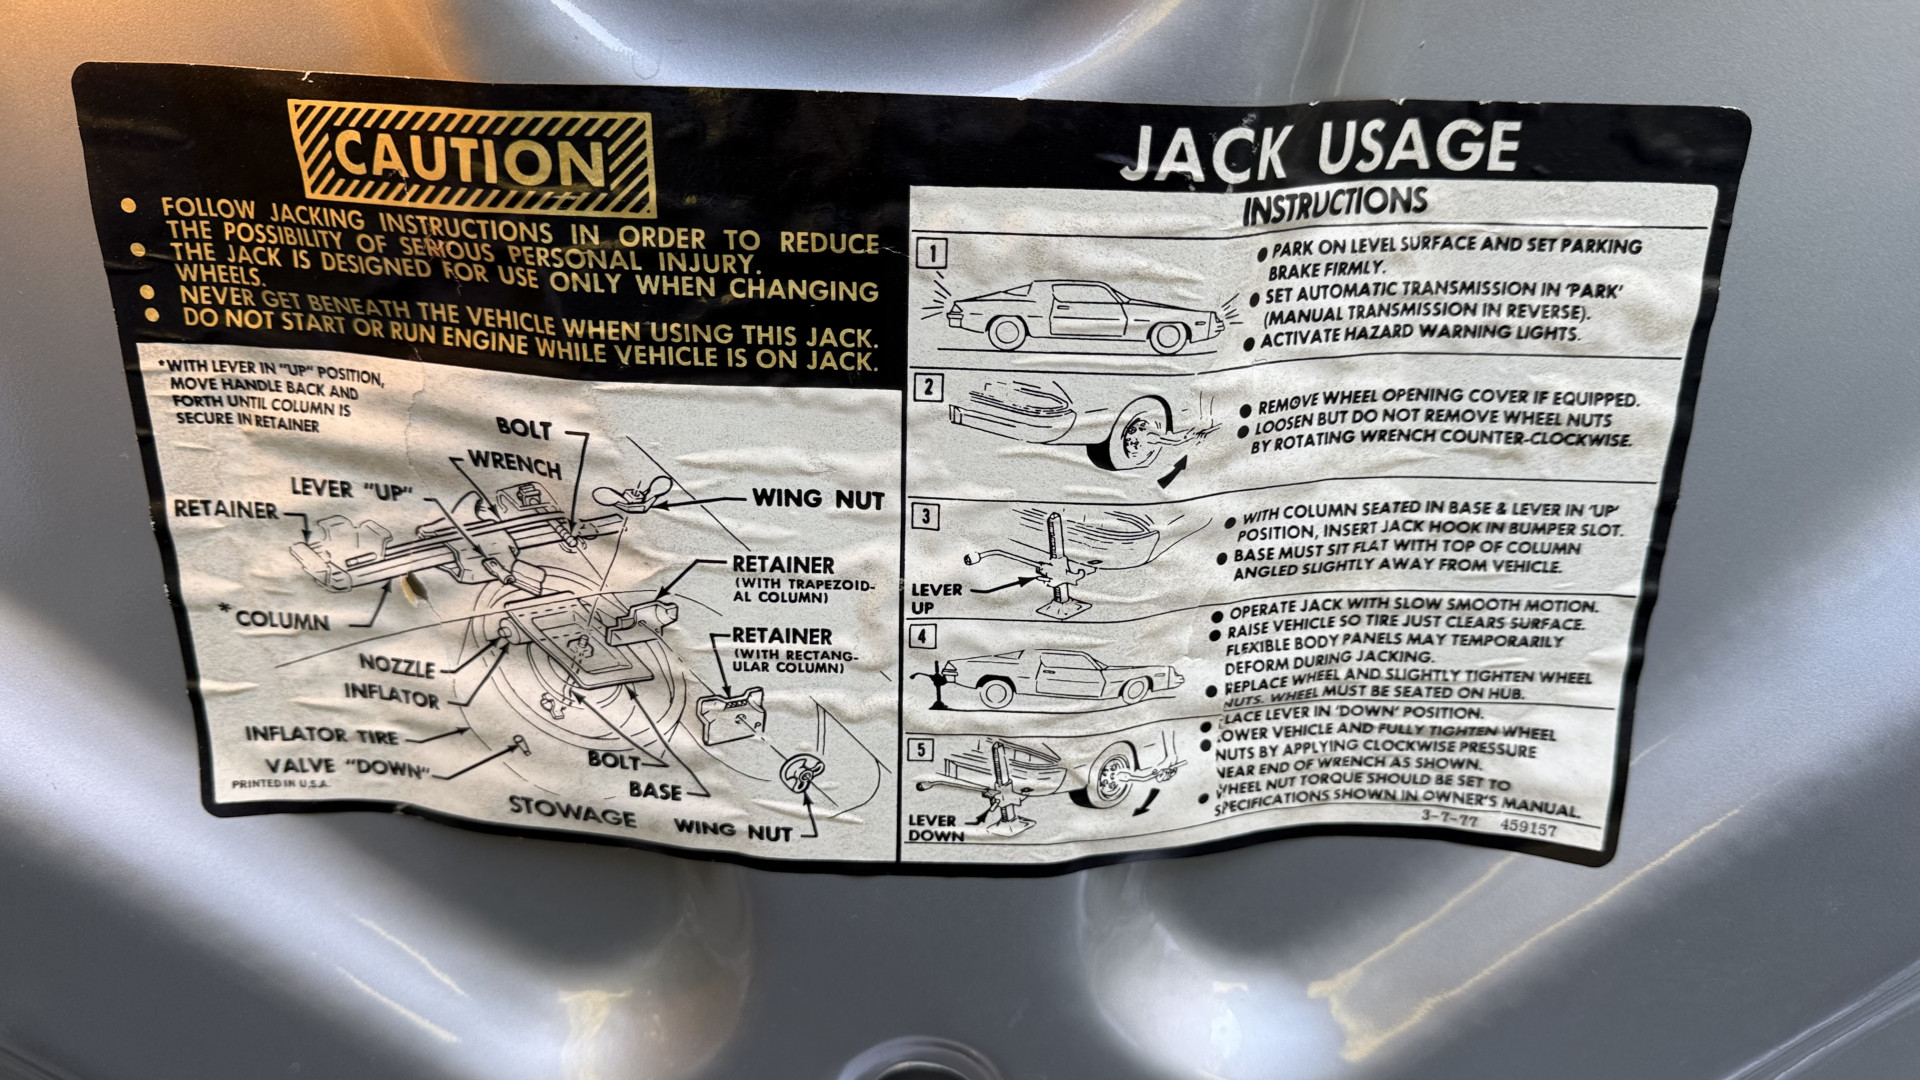 CAUTION
• FOLLOW JACKING INSTRUCTIONS IN ORDER TO REDUCE
THE POSSIBILITY OF SERIOUS PERSONAL INJURY.
• THE JACK IS DESIGNED FOR USE ONLY WHEN CHANGING
WHEELS.
• NEVER GET BENEATH THE VEHICLE WHEN USING THIS JACK.
• DO NOT START OR RUN ENGINE WHILE VEHICLE IS ON JACK.
*WITH LEVER IN "UP" POSITION,
MOVE HANDLE BACK AND
FORTH UNTIL COLUMN IS
SECURE IN RETAINER
BOLT
WRENCH
LEVER "UP"
RETAINER
WING NUT
RETAINER
(WITH TRAPEZOID-
AL COLUMN)
*COLUMN
RETAINER
(WITH RECTANG-
ULAR COLUMN)
NOZZLE
INFLATOR
INFLATOR TIRE
VALVE "DOWN"
BOLT
BASE
PRINTED IN U.S.A.
STOWAGE
WING NUT
JACK USAGE
INSTRUCTIONS
1
• PARK ON LEVEL SURFACE AND SET PARKING
BRAKE FIRMLY.
• SET AUTOMATIC TRANSMISSION IN 'PARK'
(MANUAL TRANSMISSION IN REVERSE).
• ACTIVATE HAZARD WARNING LIGHTS.
2
• REMOVE WHEEL OPENING COVER IF EQUIPPED.
• LOOSEN BUT DO NOT REMOVE WHEEL NUTS
BY ROTATING WRENCH COUNTER-CLOCKWISE.
3
LEVER
UP
• WITH COLUMN SEATED IN BASE & LEVER IN 'UP'
POSITION, INSERT JACK HOOK IN BUMPER SLOT.
• BASE MUST SIT FLAT WITH TOP OF COLUMN
ANGLED SLIGHTLY AWAY FROM VEHICLE.
4
• OPERATE JACK WITH SLOW SMOOTH MOTION.
• RAISE VEHICLE SO TIRE JUST CLEARS SURFACE.
FLEXIBLE BODY PANELS MAY TEMPORARILY
DEFORM DURING JACKING.
• REPLACE WHEEL AND SLIGHTLY TIGHTEN WHEEL
NUTS. WHEEL MUST BE SEATED ON HUB.
5
LEVER
DOWN
• LACE LEVER IN 'DOWN' POSITION.
• OWER VEHICLE AND FULLY TIGHTEN WHEEL
NUTS BY APPLYING CLOCKWISE PRESSURE
NEAR END OF WRENCH AS SHOWN.
• WHEEL NUT TORQUE SHOULD BE SET TO
SPECIFICATIONS SHOWN IN OWNER'S MANUAL.
3-7-77 459157